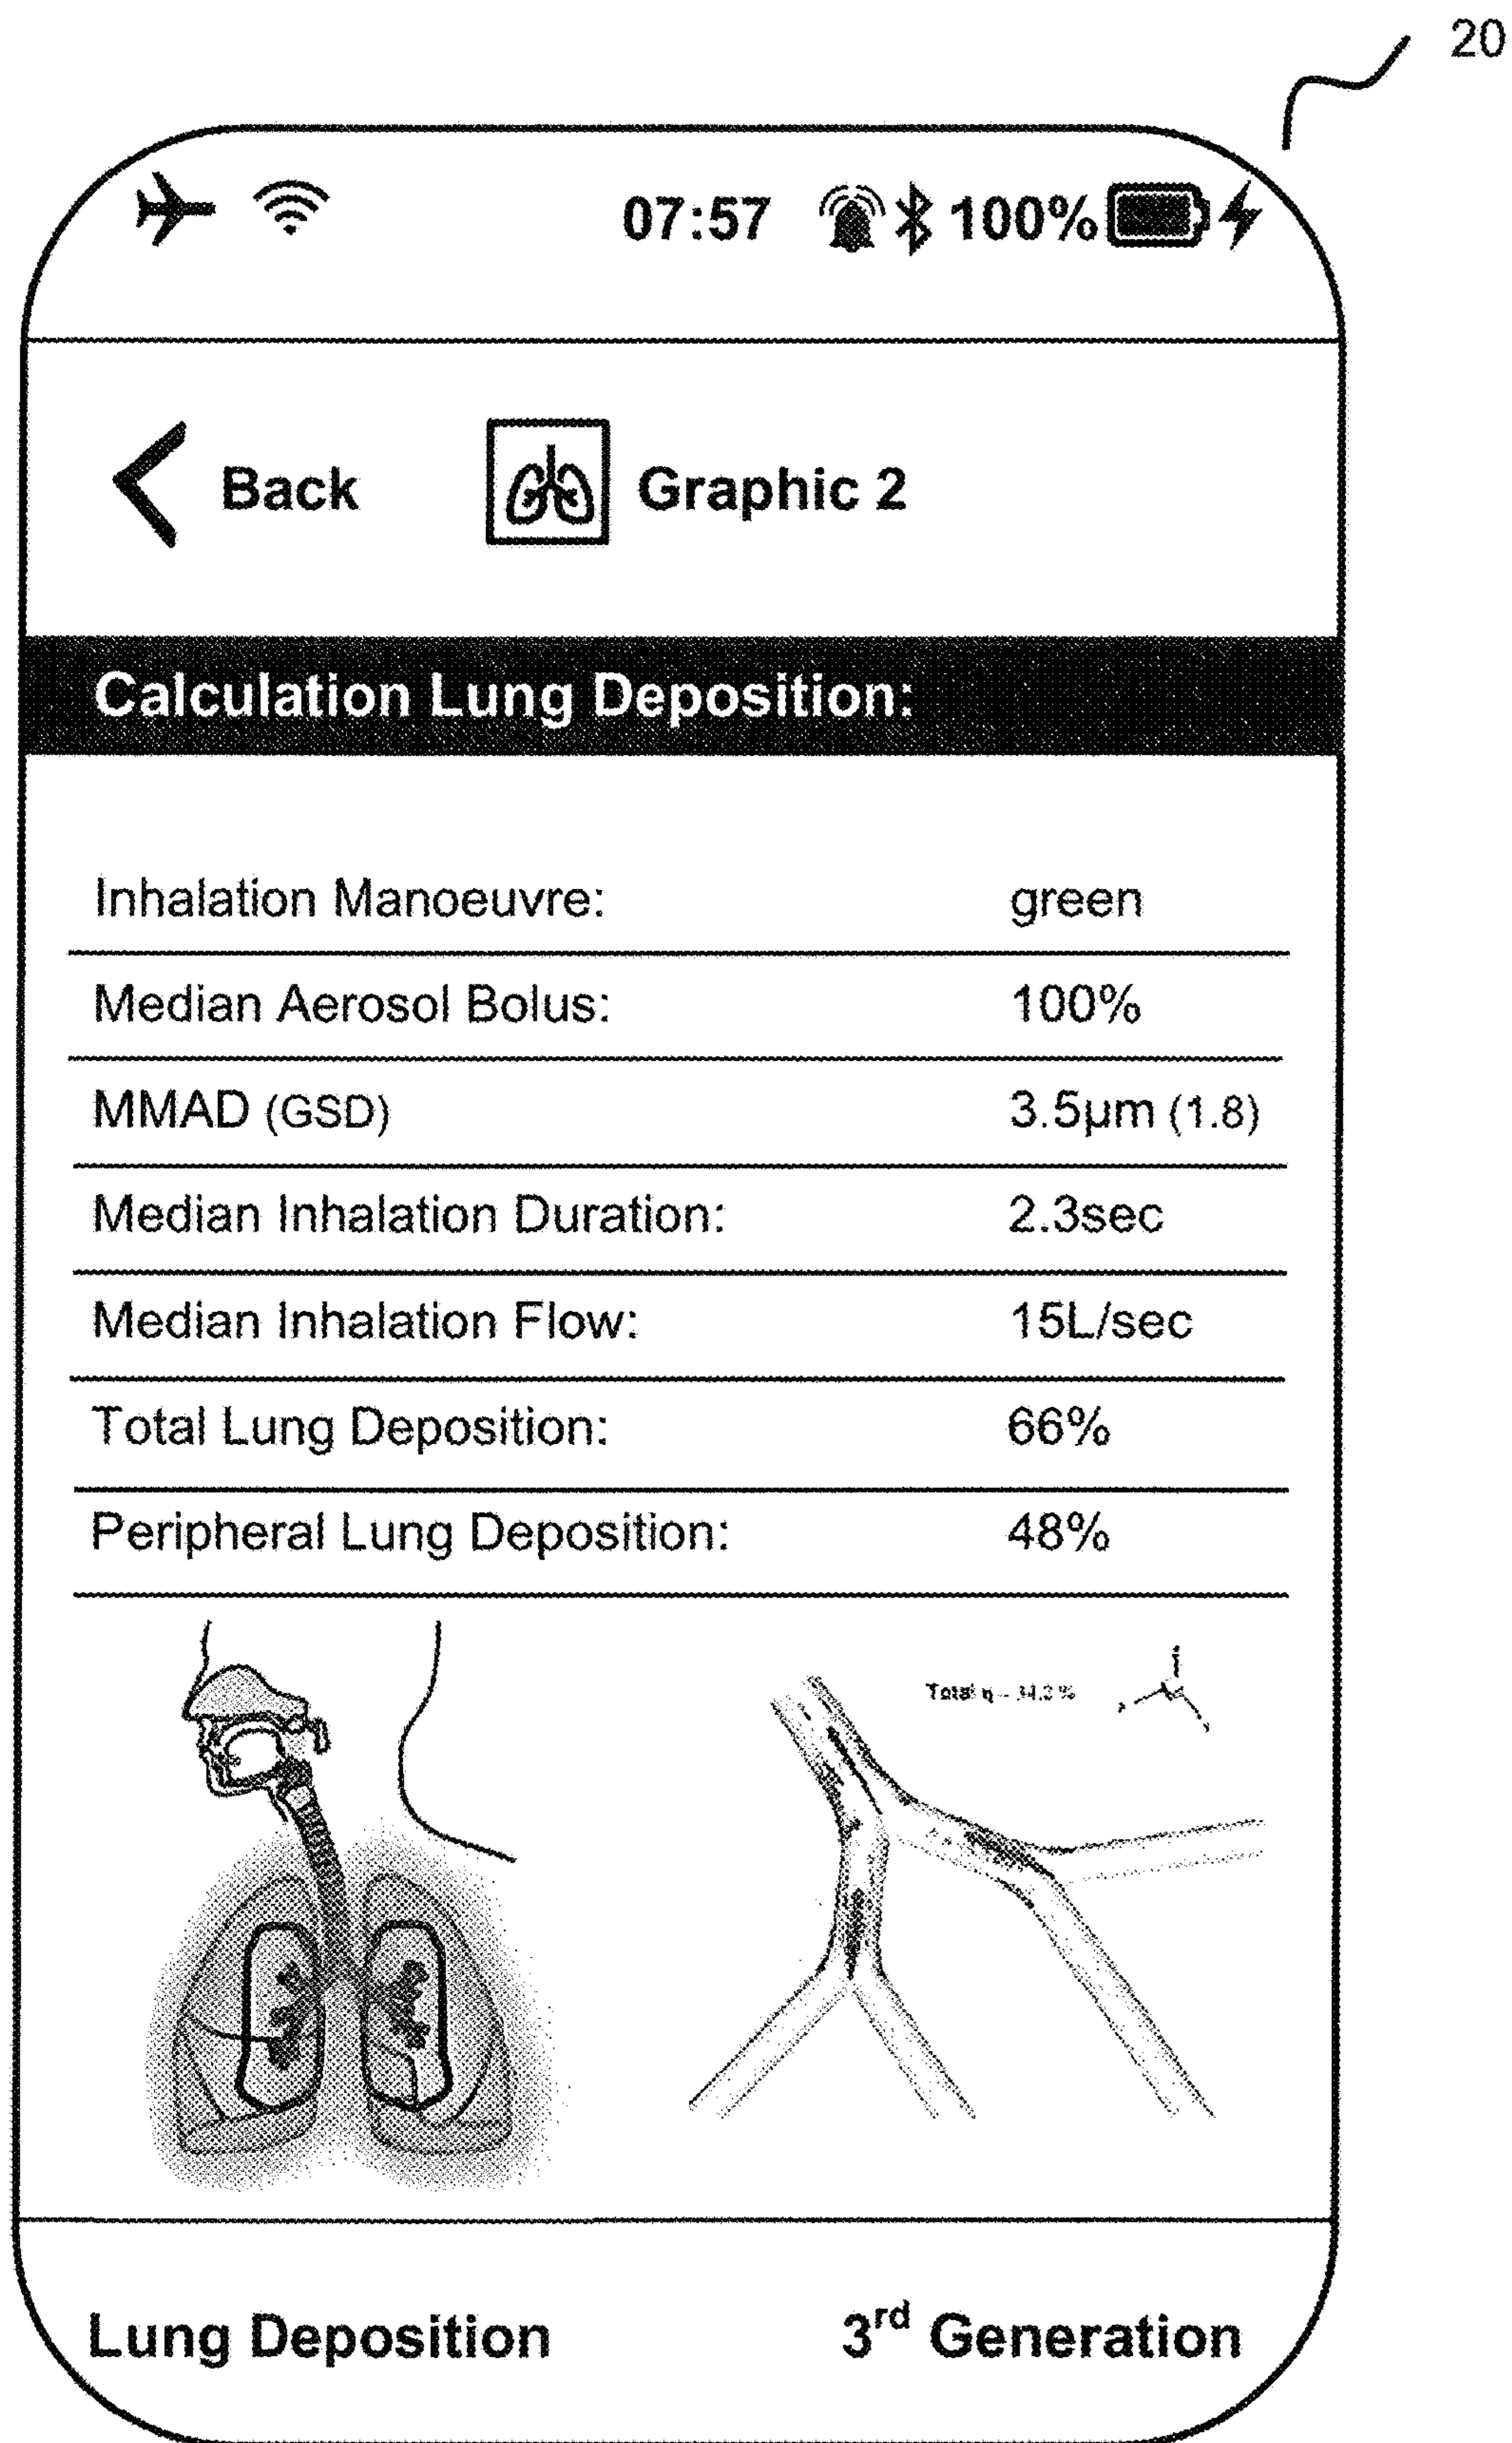 20
07:57 100%
Back Graphic 2
Calculation Lung Deposition:
Inhalation Manoeuvre: green
Median Aerosol Bolus: 100%
MMAD (GSD) 3.5µm (1.8)
Median Inhalation Duration: 2.3sec
Median Inhalation Flow: 15L/sec
Total Lung Deposition: 66%
Peripheral Lung Deposition: 48%
Total η
Lung Deposition 3rd Generation